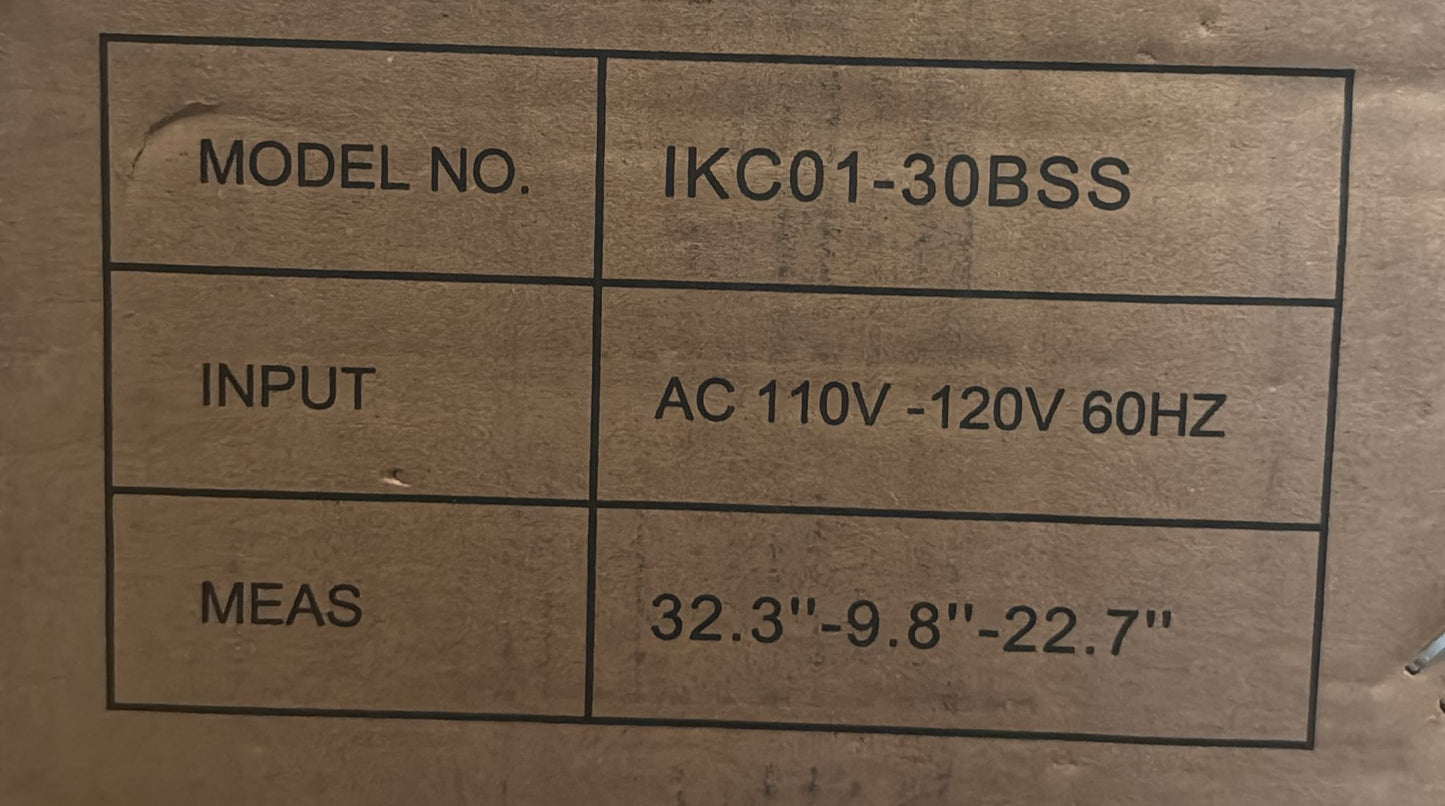 MODEL NO. IKC01-30BSS
INPUT AC 110V -120V 60HZ
MEAS 32.3"-9.8"-22.7"